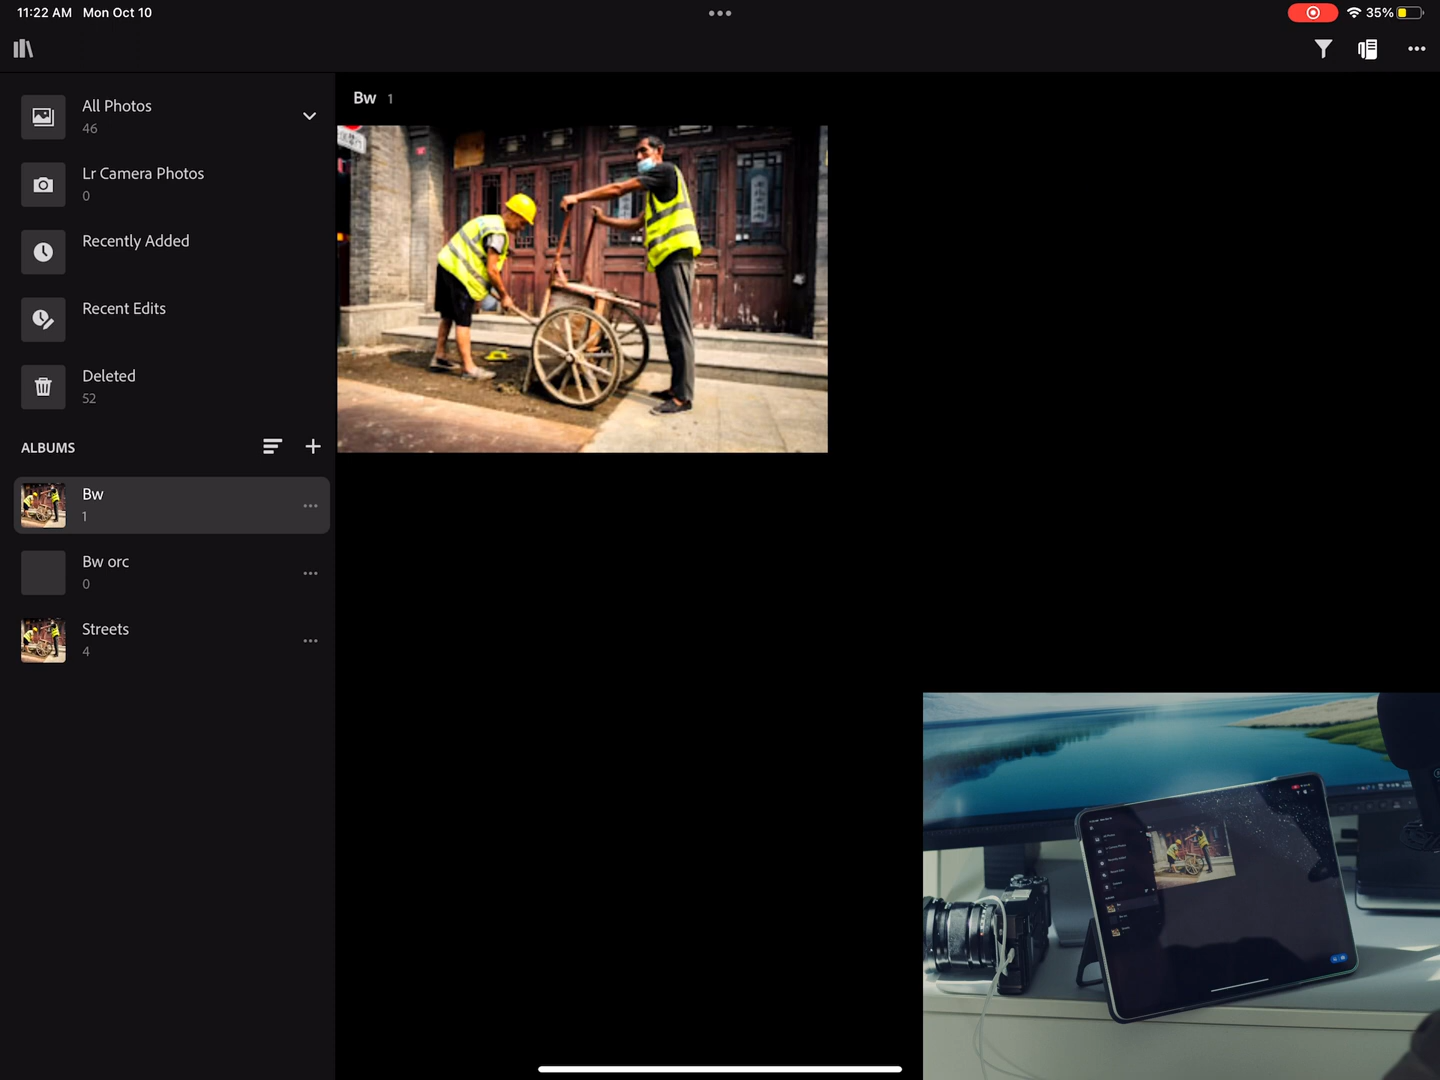 11:22 AM Mon Oct 10
35%
All Photos
46
Lr Camera Photos
0
Recently Added
Recent Edits
Deleted
52
ALBUMS
Bw
1
Bw orc
0
Streets
4
Bw 1